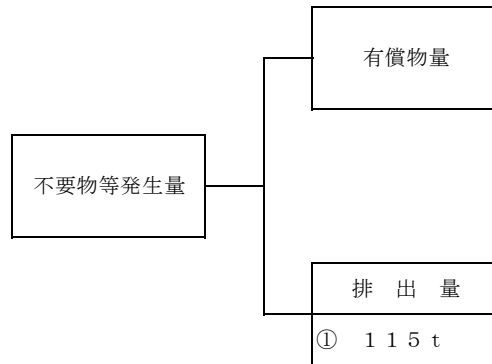 有償物量
不要物等発生量
排　出　量
①　１１５ｔ